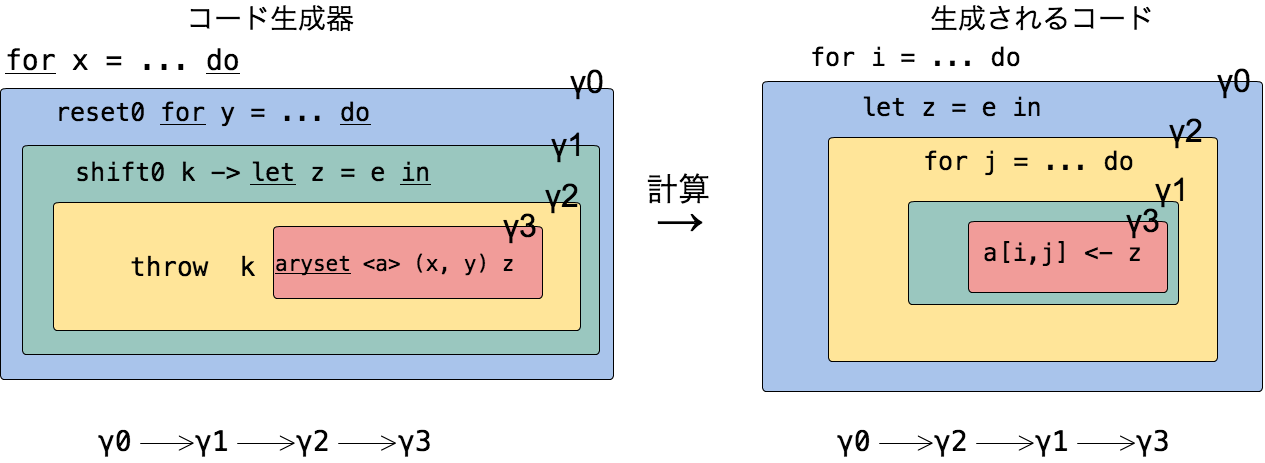 コード生成器
for x = ... do
γ0
reset0 for y = ... do
γ1
shift0 k -> let z = e in
γ2
γ3
throw k aryset <a> (x, y) z
γ0 → γ1 → γ2 → γ3
計算
→
生成されるコード
for i = ... do
γ0
let z = e in
γ2
for j = ... do
γ1
γ3
a[i,j] <- z
γ0 → γ2 → γ1 → γ3